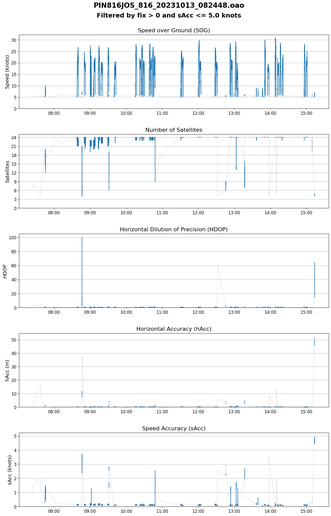 PIN816JOS_816_20231013_082448.oao
Filtered by fix > 0 and sAcc <= 5.0 knots
Speed over Ground (SOG)
Speed (knots)
30
25
20
15
10
5
0
08:00 09:00 10:00 11:00 12:00 13:00 14:00 15:00
Number of Satellites
Satellites
24
21
18
15
12
9
6
3
0
08:00 09:00 10:00 11:00 12:00 13:00 14:00 15:00
Horizontal Dilution of Precision (HDOP)
HDOP
100
80
60
40
20
0
08:00 09:00 10:00 11:00 12:00 13:00 14:00 15:00
Horizontal Accuracy (hAcc)
hAcc (m)
50
40
30
20
10
0
08:00 09:00 10:00 11:00 12:00 13:00 14:00 15:00
Speed Accuracy (sAcc)
sAcc (knots)
5
4
3
2
1
0
08:00 09:00 10:00 11:00 12:00 13:00 14:00 15:00